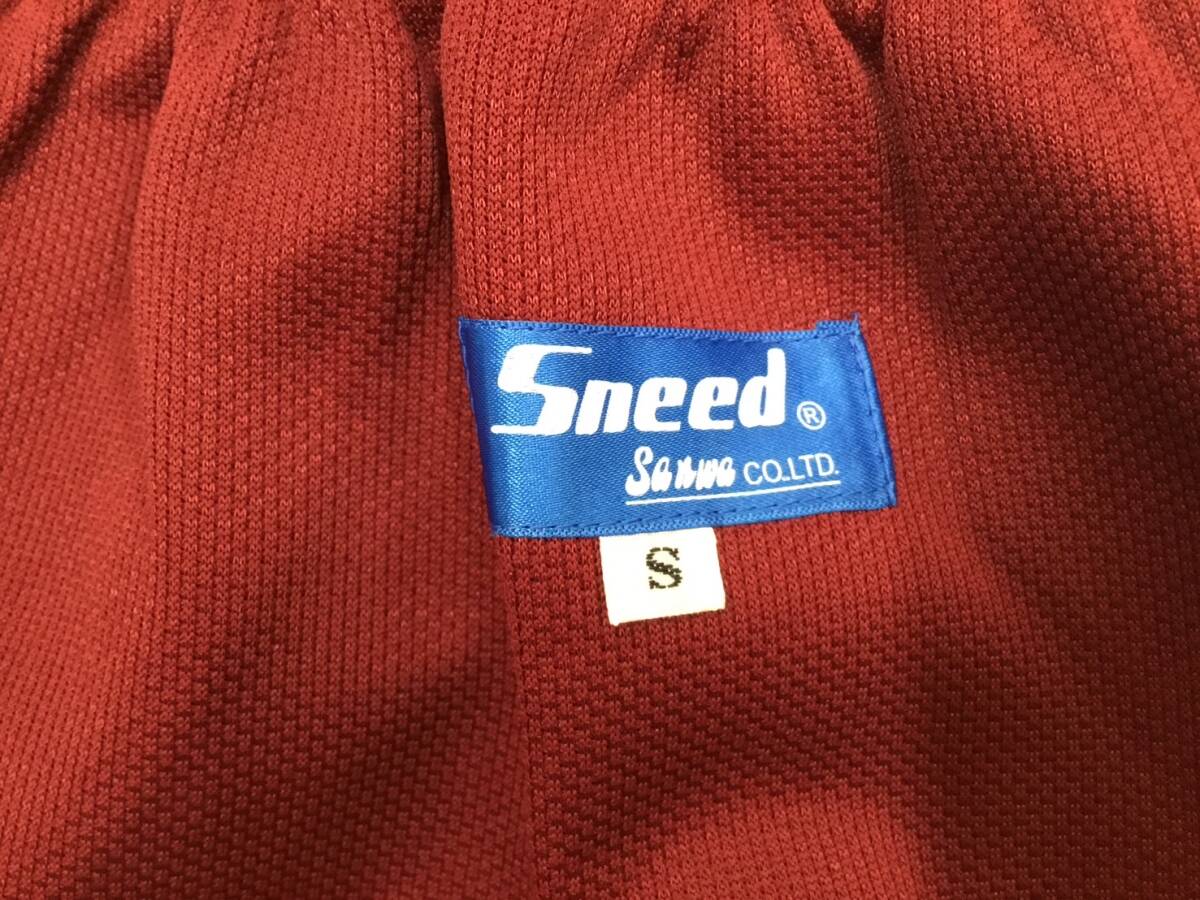 Sneed ®
Sanwa CO.,LTD.
S